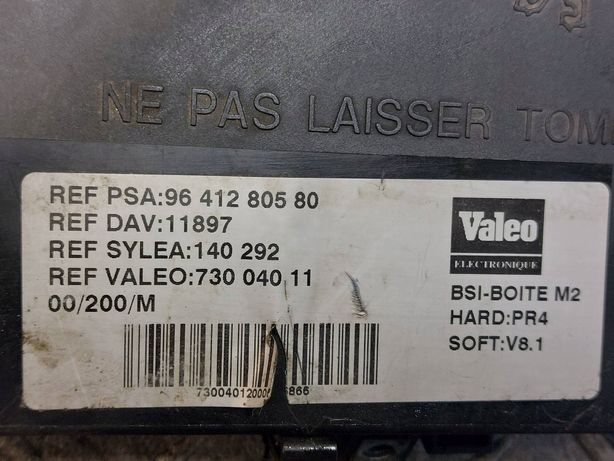 NE PAS LAISSER
REF PSA:96 412 805 80
REF DAV:11897
REF SYLEA:140 292
REF VALEO:730 040 11
00/200/M
Valeo
ELECTRONIQUE
BSI-BOITE M2
HARD:PR4
SOFT:V8.1